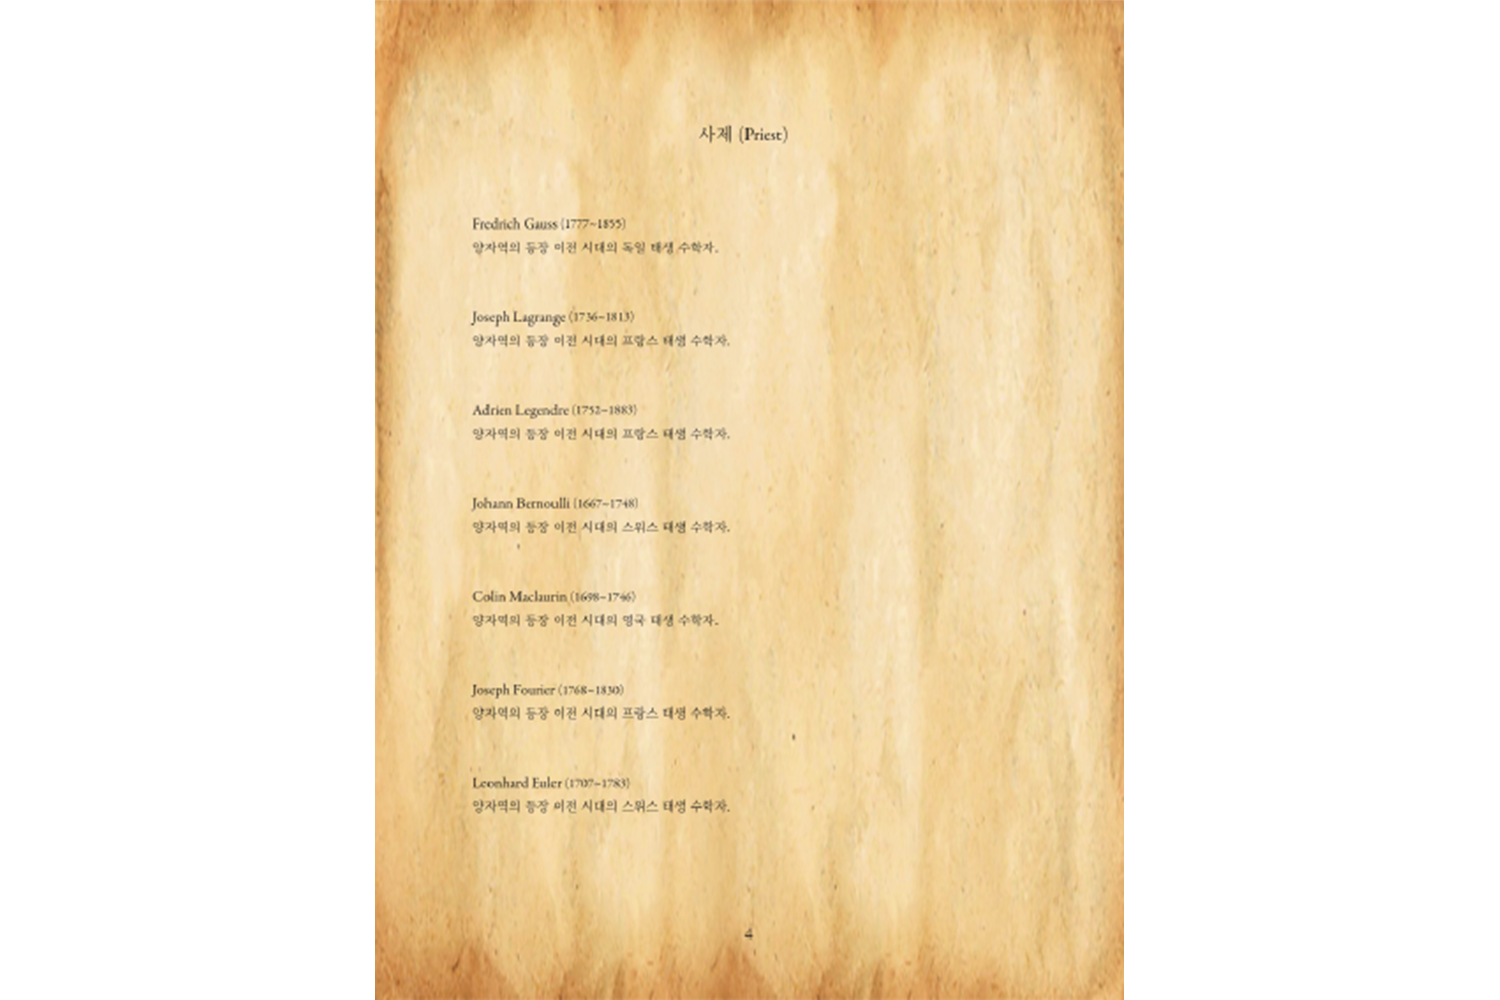 사제 (Priest)
Fredrich Gauss (1777~1855)
양자역의 등장 이전 시대의 독일 태생 수학자.
Joseph Lagrange (1736~1813)
양자역의 등장 이전 시대의 프랑스 태생 수학자.
Adrien Legendre (1752~1883)
양자역의 등장 이전 시대의 프랑스 태생 수학자.
Johann Bernoulli (1667~1748)
양자역의 등장 이전 시대의 스위스 태생 수학자.
Colin Maclaurin (1698~1746)
양자역의 등장 이전 시대의 영국 태생 수학자.
Joseph Fourier (1768~1830)
양자역의 등장 이전 시대의 프랑스 태생 수학자.
Leonhard Euler (1707~1783)
양자역의 등장 이전 시대의 스위스 태생 수학자.
4